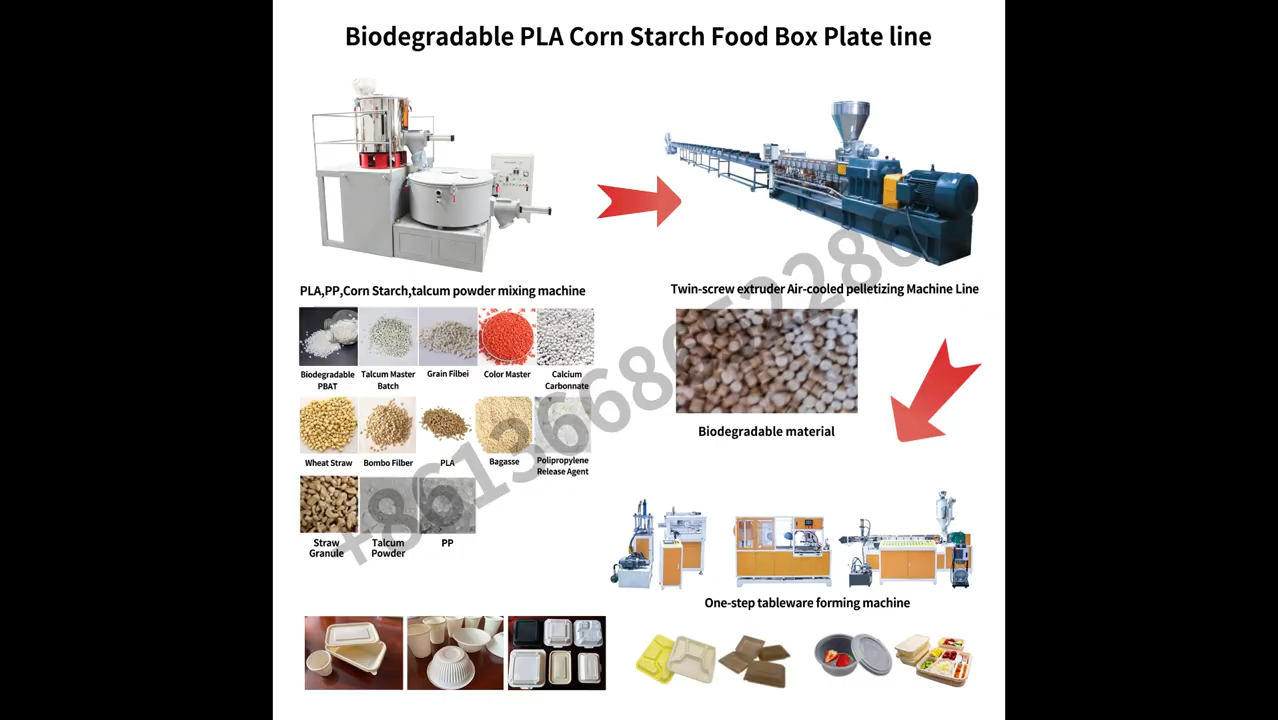 Biodegradable PLA Corn Starch Food Box Plate line
PLA,PP,Corn Starch,talcum powder mixing machine
Twin-screw extruder Air-cooled pelletizing Machine Line
Biodegradable
PBAT
Talcum Master
Batch
Grain Filbei
Color Master
Calcium
Carbonnate
Biodegradable material
Wheat Straw
Bombo Filber
PLA
Bagasse
Polipropylene
Release Agent
Straw
Granule
Talcum
Powder
PP
One-step tableware forming machine
+8613668652286